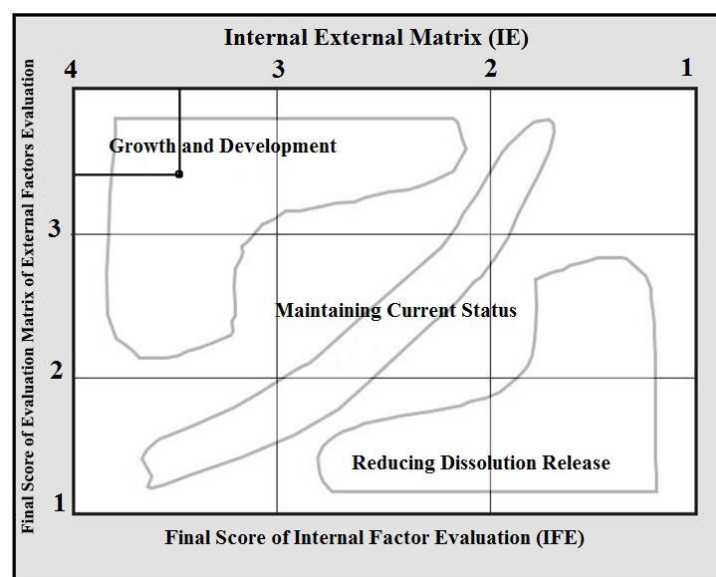 Internal External Matrix (IE)
4 3 2 1
Final Score of Evaluation Matrix of External Factors Evaluation
Growth and Development
3
Maintaining Current Status
2
Reducing Dissolution Release
1
Final Score of Internal Factor Evaluation (IFE)